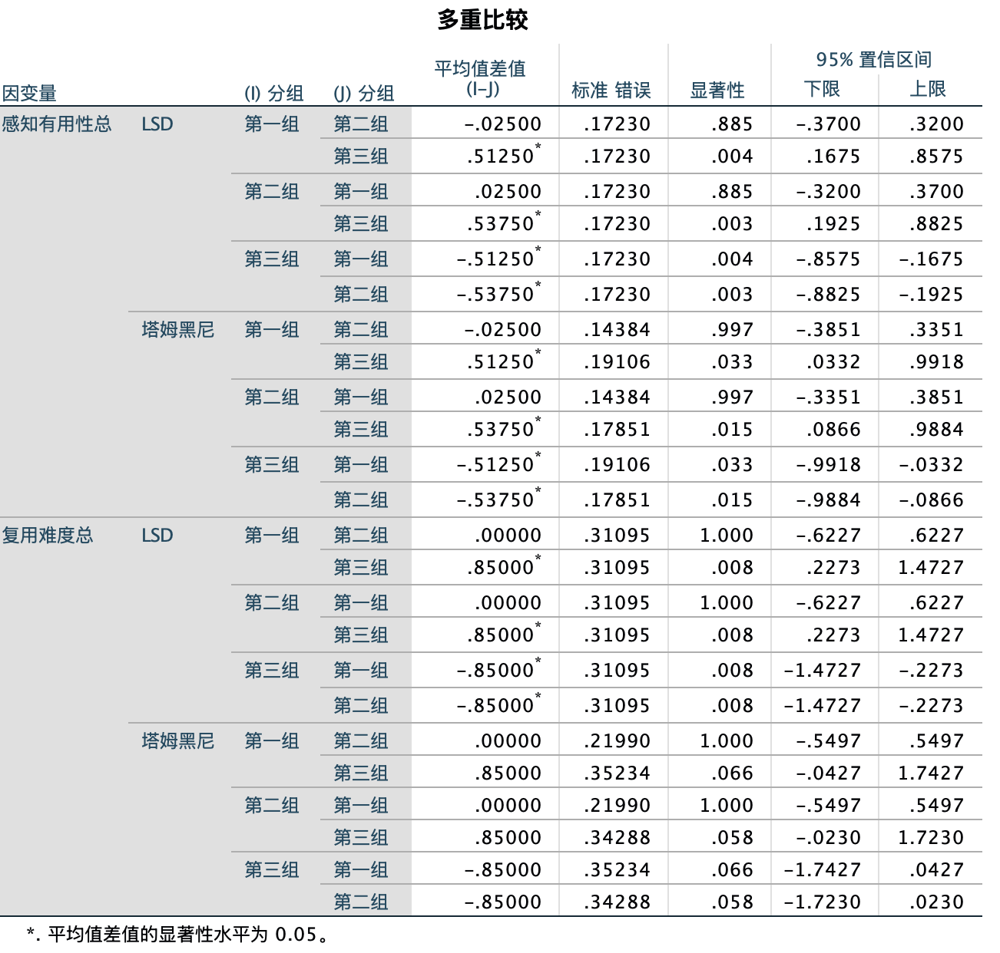 多重比较
因变量 (I) 分组 (J) 分组 平均值差值 (I–J) 标准 错误 显著性 95% 置信区间 下限 上限
感知有用性总 LSD 第一组 第二组 –.02500 .17230 .885 –.3700 .3200
第三组 .51250* .17230 .004 .1675 .8575
第二组 第一组 .02500 .17230 .885 –.3200 .3700
第三组 .53750* .17230 .003 .1925 .8825
第三组 第一组 –.51250* .17230 .004 –.8575 –.1675
第二组 –.53750* .17230 .003 –.8825 –.1925
塔姆黑尼 第一组 第二组 –.02500 .14384 .997 –.3851 .3351
第三组 .51250* .19106 .033 .0332 .9918
第二组 第一组 .02500 .14384 .997 –.3351 .3851
第三组 .53750* .17851 .015 .0866 .9884
第三组 第一组 –.51250* .19106 .033 –.9918 –.0332
第二组 –.53750* .17851 .015 –.9884 –.0866
复用难度总 LSD 第一组 第二组 .00000 .31095 1.000 –.6227 .6227
第三组 .85000* .31095 .008 .2273 1.4727
第二组 第一组 .00000 .31095 1.000 –.6227 .6227
第三组 .85000* .31095 .008 .2273 1.4727
第三组 第一组 –.85000* .31095 .008 –1.4727 –.2273
第二组 –.85000* .31095 .008 –1.4727 –.2273
塔姆黑尼 第一组 第二组 .00000 .21990 1.000 –.5497 .5497
第三组 .85000 .35234 .066 –.0427 1.7427
第二组 第一组 .00000 .21990 1.000 –.5497 .5497
第三组 .85000 .34288 .058 –.0230 1.7230
第三组 第一组 –.85000 .35234 .066 –1.7427 .0427
第二组 –.85000 .34288 .058 –1.7230 .0230
*. 平均值差值的显著性水平为 0.05。